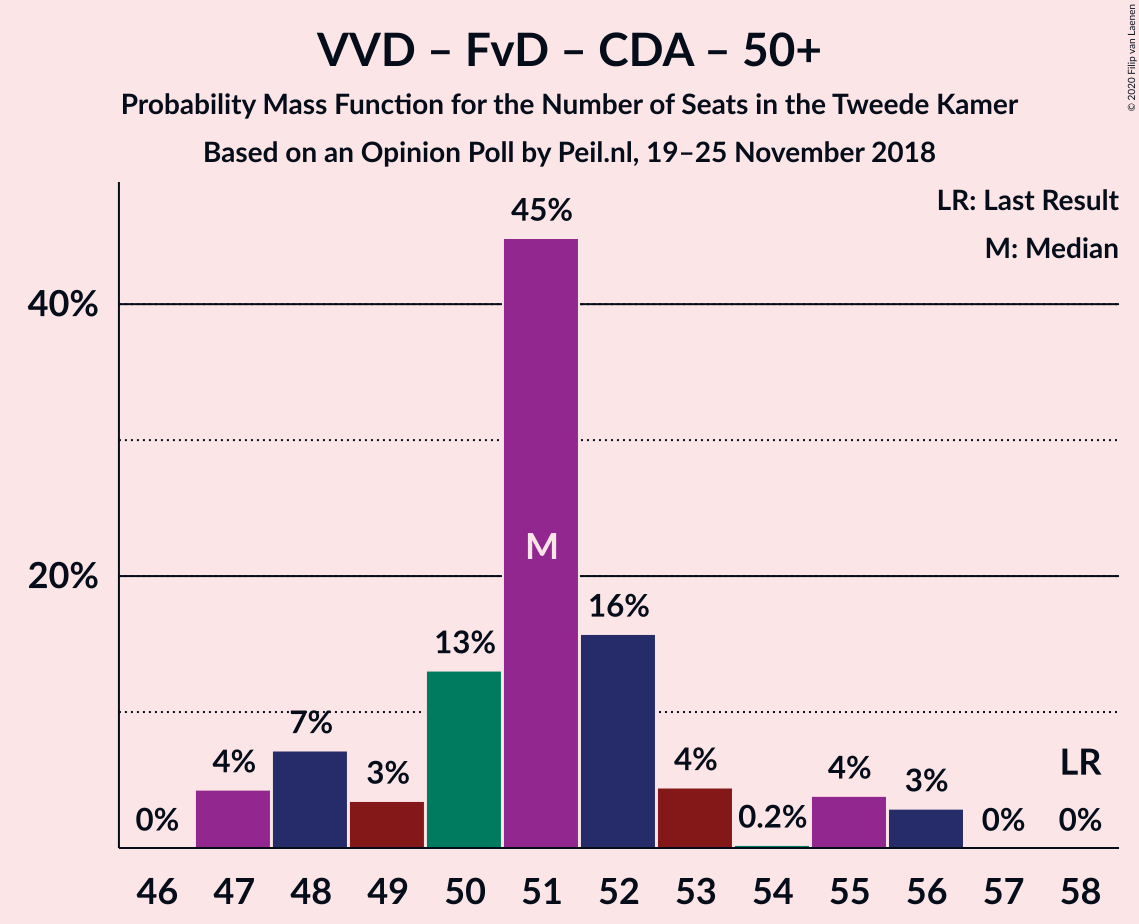 VVD – FvD – CDA – 50+
Probability Mass Function for the Number of Seats in the Tweede Kamer
Based on an Opinion Poll by Peil.nl, 19–25 November 2018
© 2020 Filip van Laenen
LR: Last Result
M: Median
45%
40%
M
20%
16%
13%
7%
4%
3%
4%
4%
3%
LR
0%
0.2%
0%
0%
46 47 48 49 50 51 52 53 54 55 56 57 58